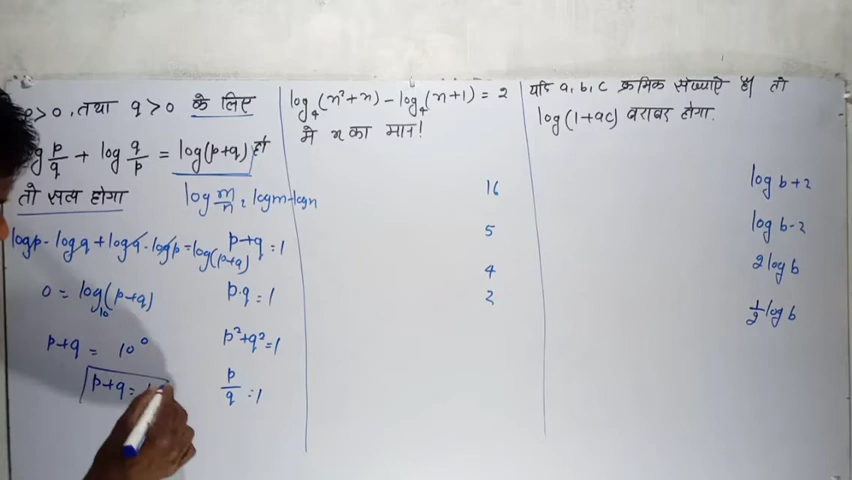 p>0, तथा q>0 के लिए
log p/q + log q/p = log(p+q) हो
तो सत्य होगा
log m/n = log m - log n
log p - log q + log q - log p = log(p+q)
0 = log₁₀(p+q)
p+q = 10⁰
p+q =
p+q = 1
p.q = 1
p²+q² = 1
p/q = 1
log₄(x²+x) - log₄(x+1) = 2
मे x का मान!
16
5
4
2
यदि a, b, c क्रमिक संख्याऐ है तो
log(1+ac) बराबर होगा.
log b + 2
log b - 2
2 log b
1/2 log b